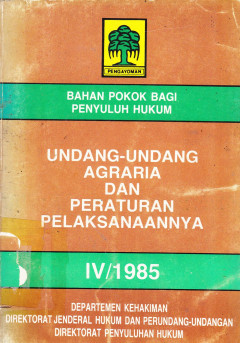 PENGAYOMAN
BAHAN POKOK BAGI
PENYULUH HUKUM
UNDANG-UNDANG
AGRARIA
DAN
PERATURAN
PELAKSANAANNYA
IV/1985
DEPARTEMEN KEHAKIMAN
DIREKTORAT JENDERAL HUKUM DAN PERUNDANG-UNDANGAN
DIREKTORAT PENYULUHAN HUKUM